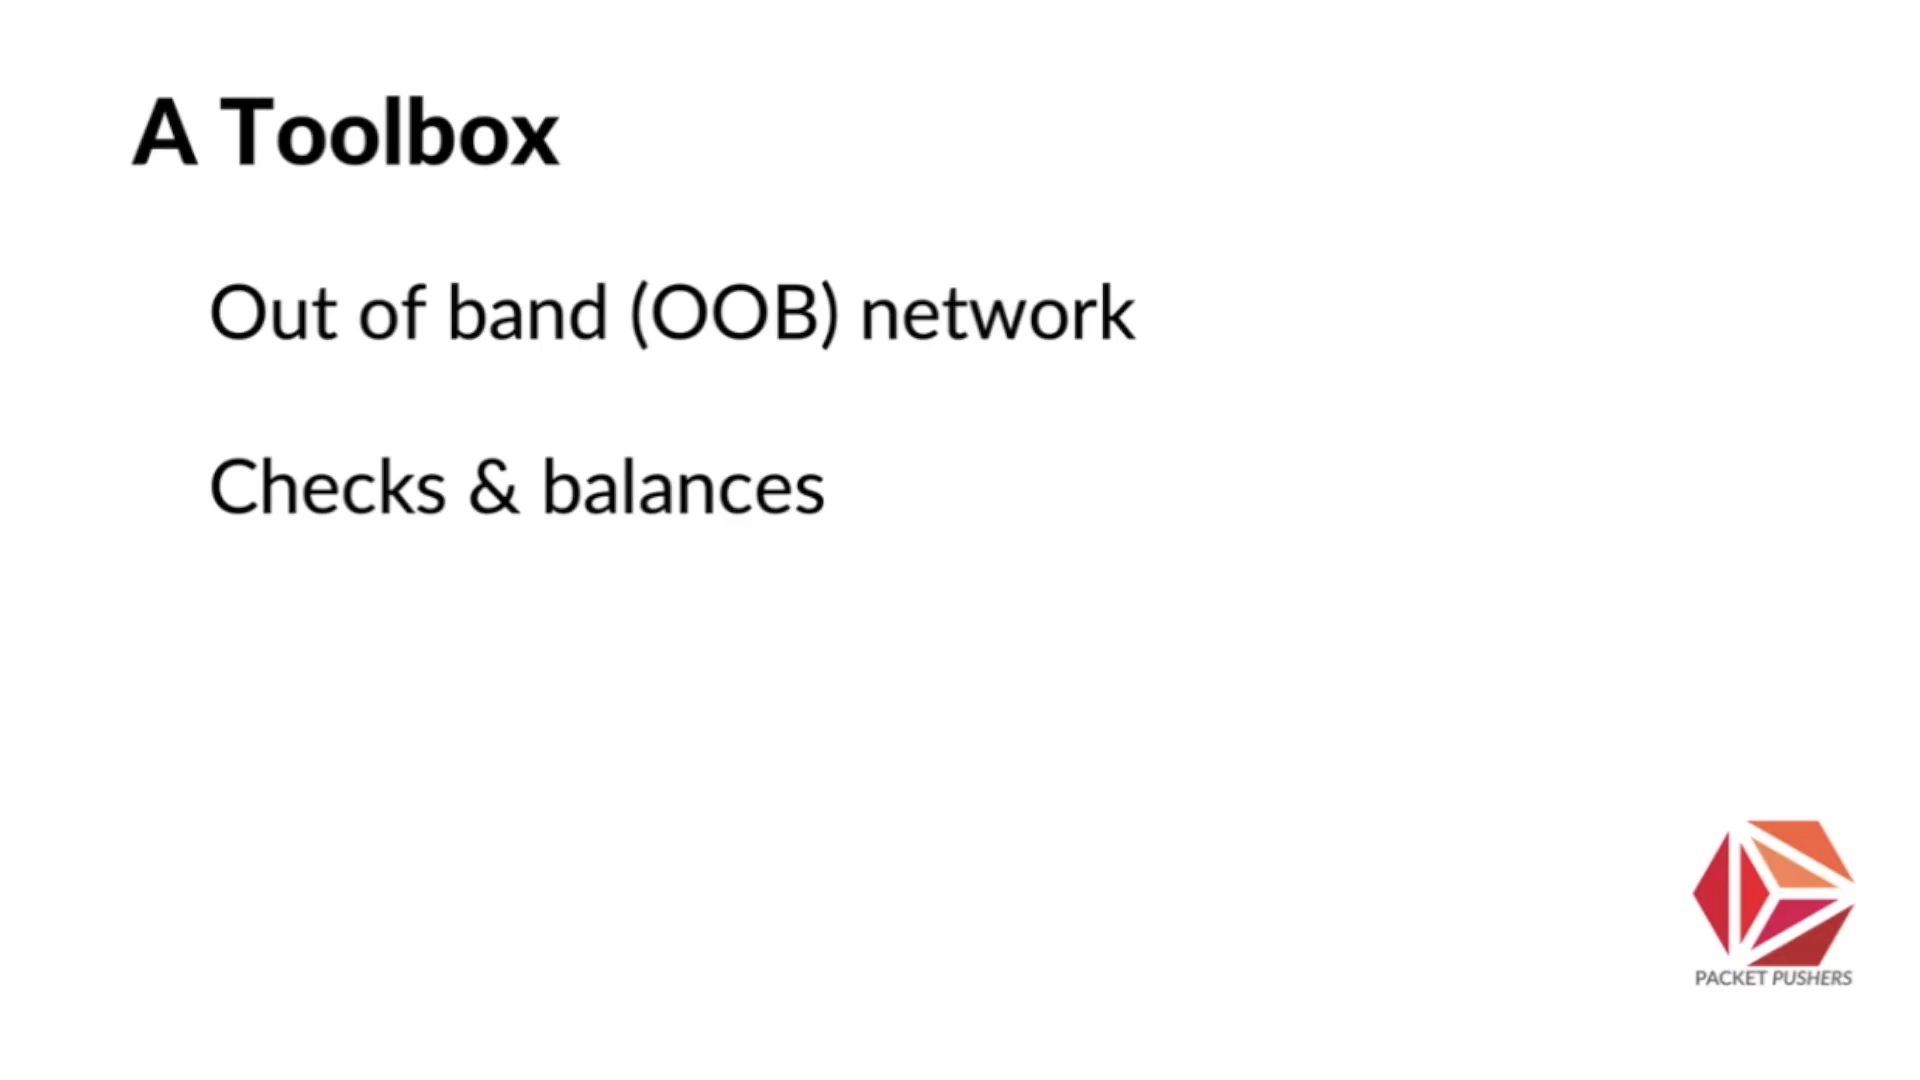 A Toolbox
Out of band (OOB) network
Checks & balances
PACKET PUSHERS